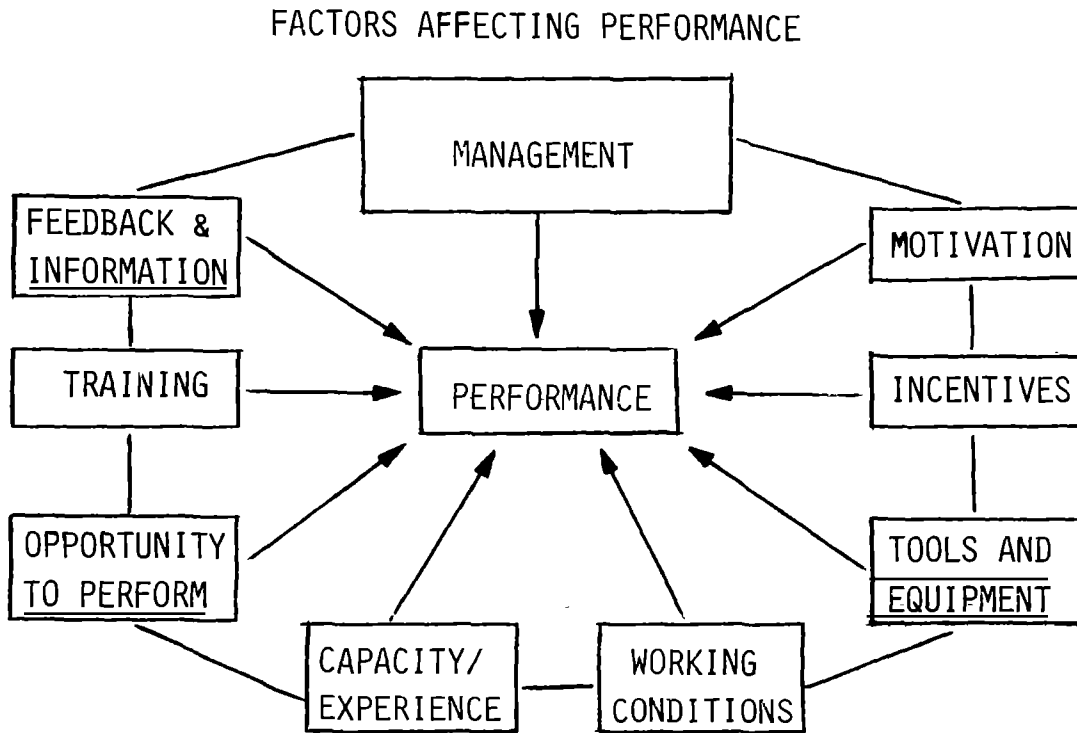 FACTORS AFFECTING PERFORMANCE
MANAGEMENT
FEEDBACK &
INFORMATION
MOTIVATION
TRAINING
PERFORMANCE
INCENTIVES
OPPORTUNITY
TO PERFORM
TOOLS AND
EQUIPMENT
CAPACITY/
EXPERIENCE
WORKING
CONDITIONS